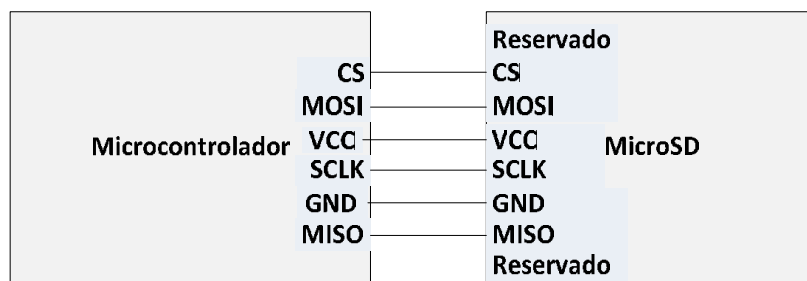 Reservado
CS CS
MOSI MOSI
VCC VCC
Microcontrolador MicroSD
SCLK SCLK
GND GND
MISO MISO
Reservado